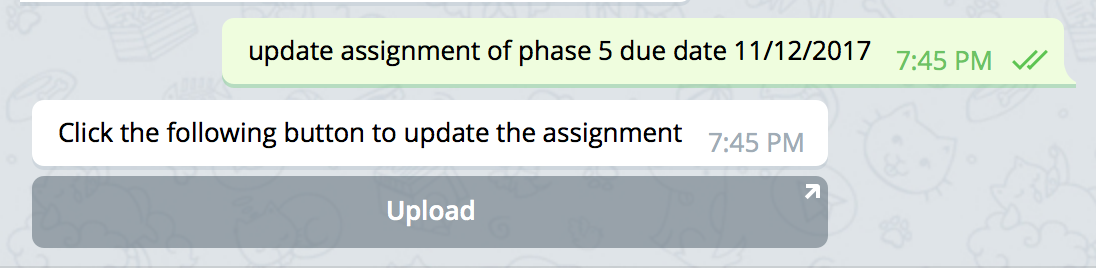 update assignment of phase 5 due date 11/12/2017 7:45 PM
Click the following button to update the assignment 7:45 PM
Upload